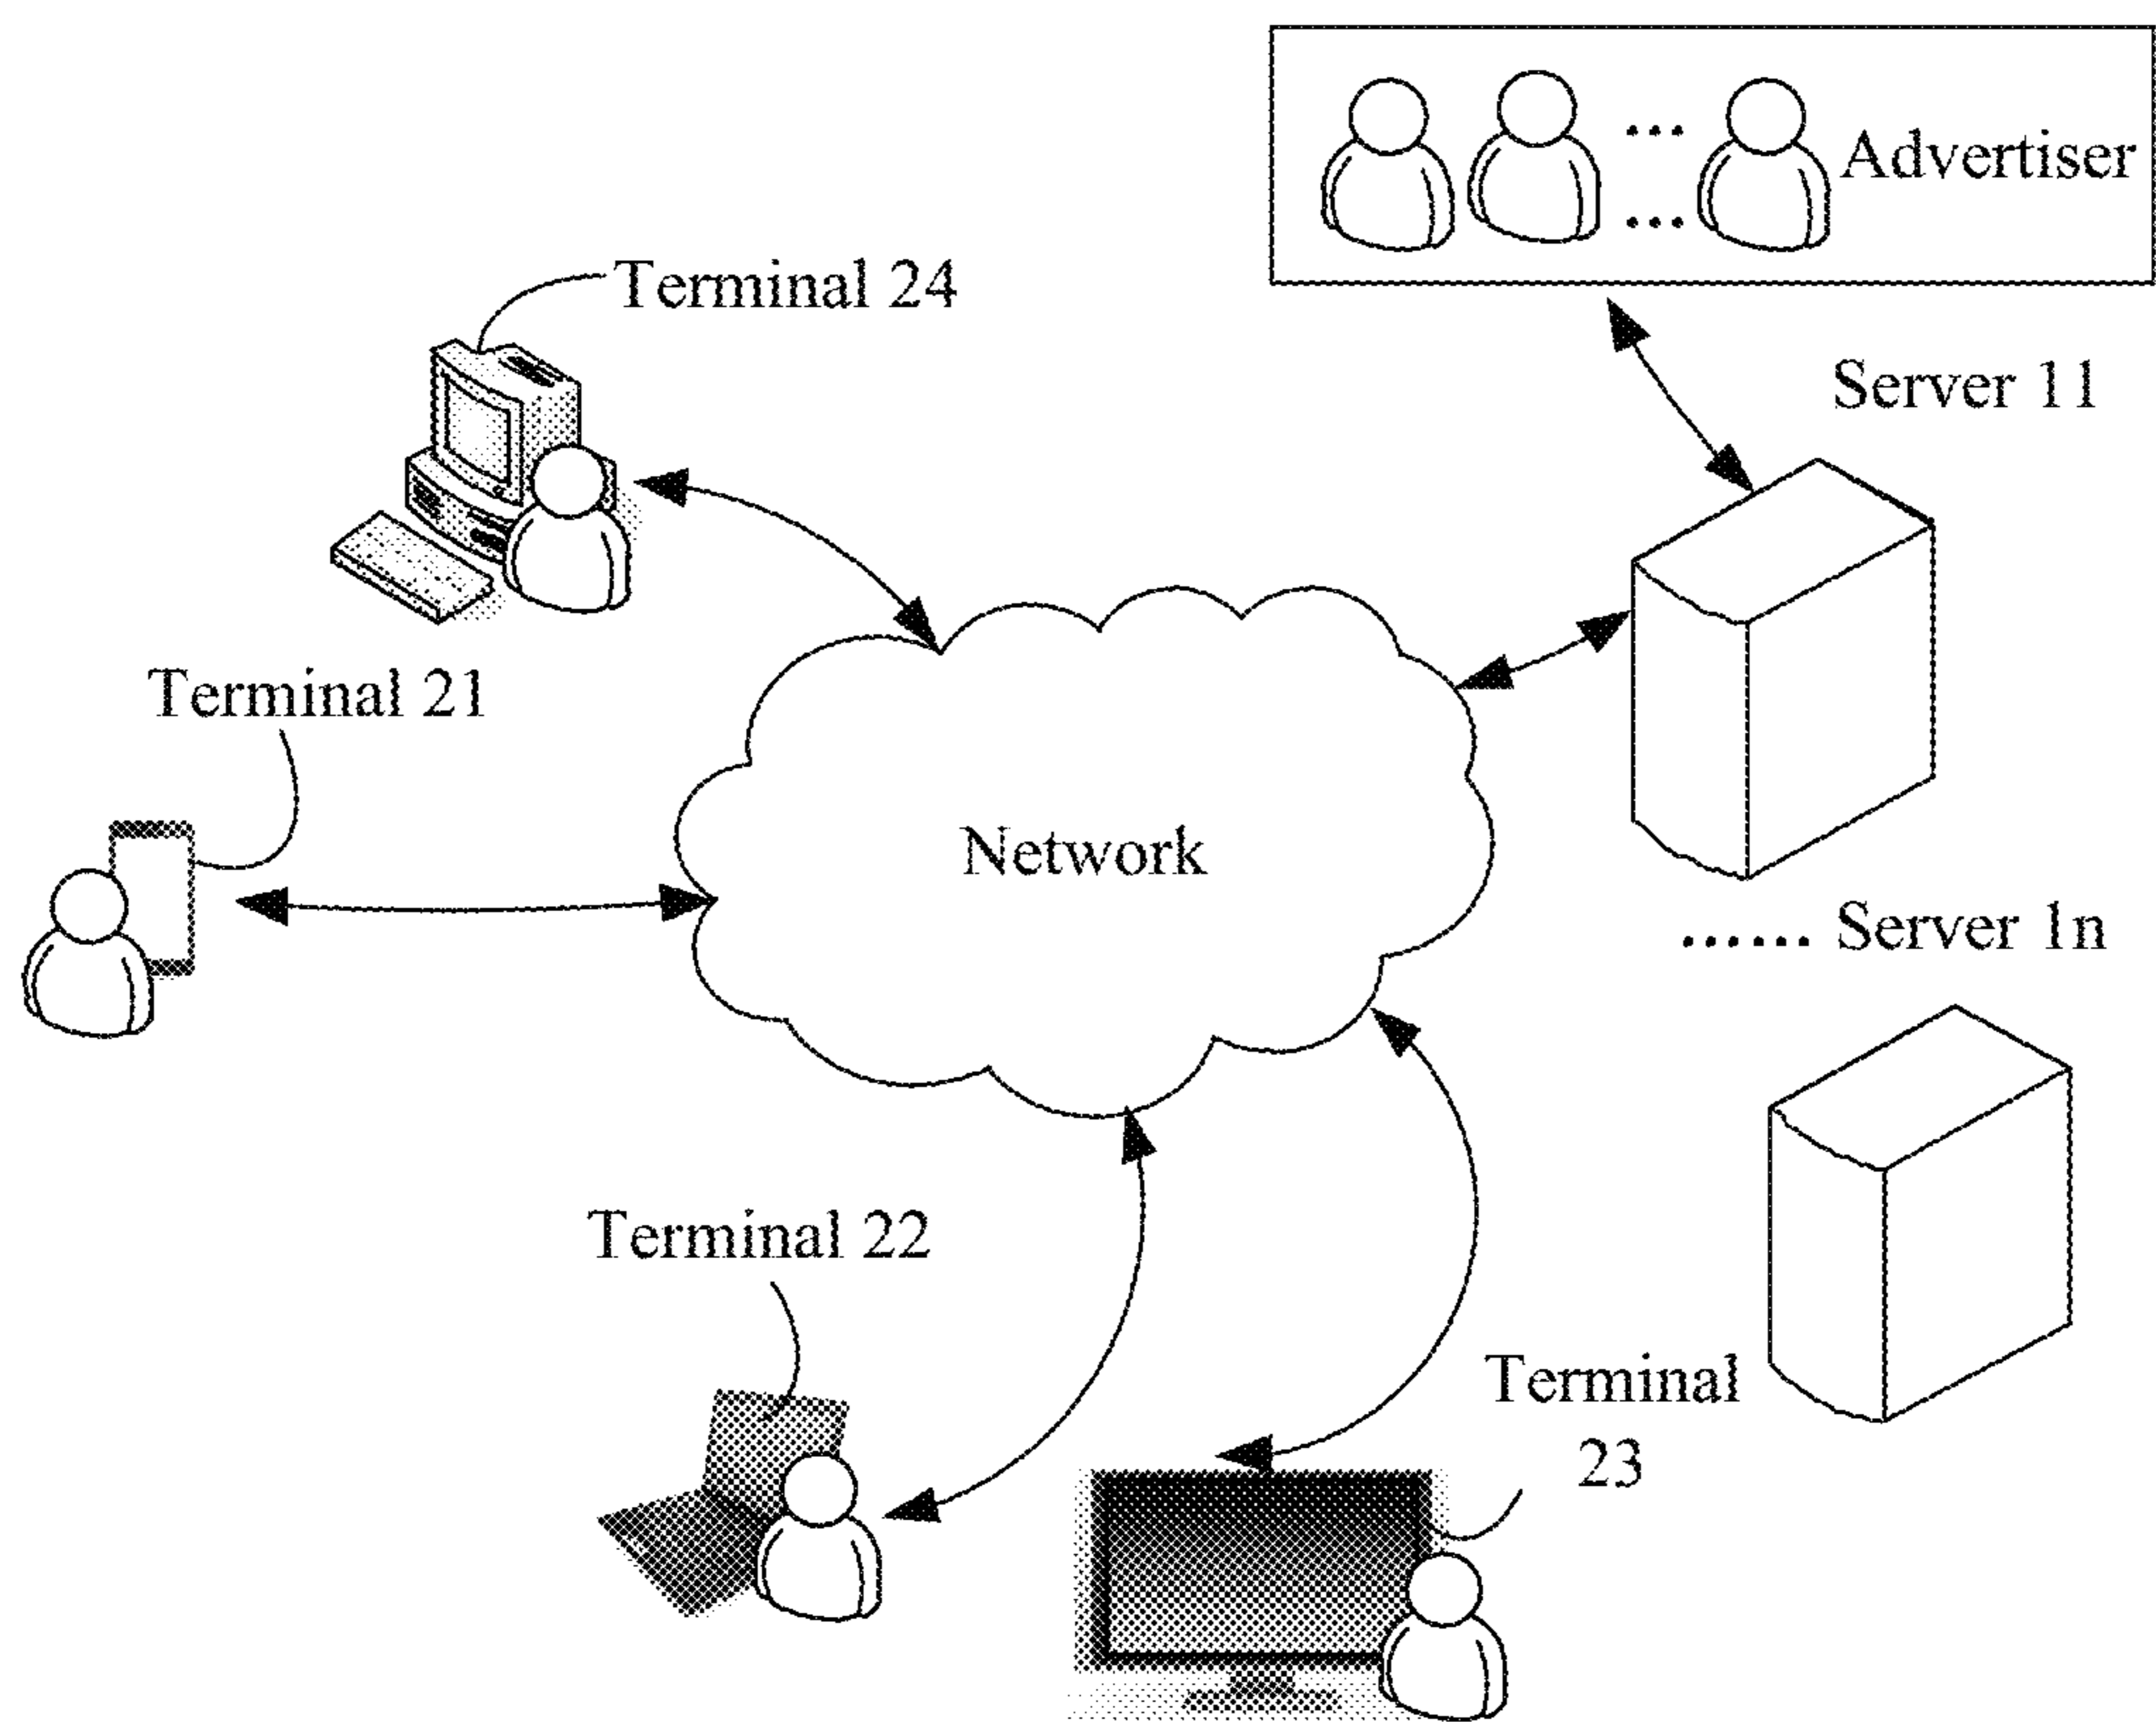 Advertiser
Terminal 24
Server 11
Terminal 21
Network
...... Server 1n
Terminal 22
Terminal
23